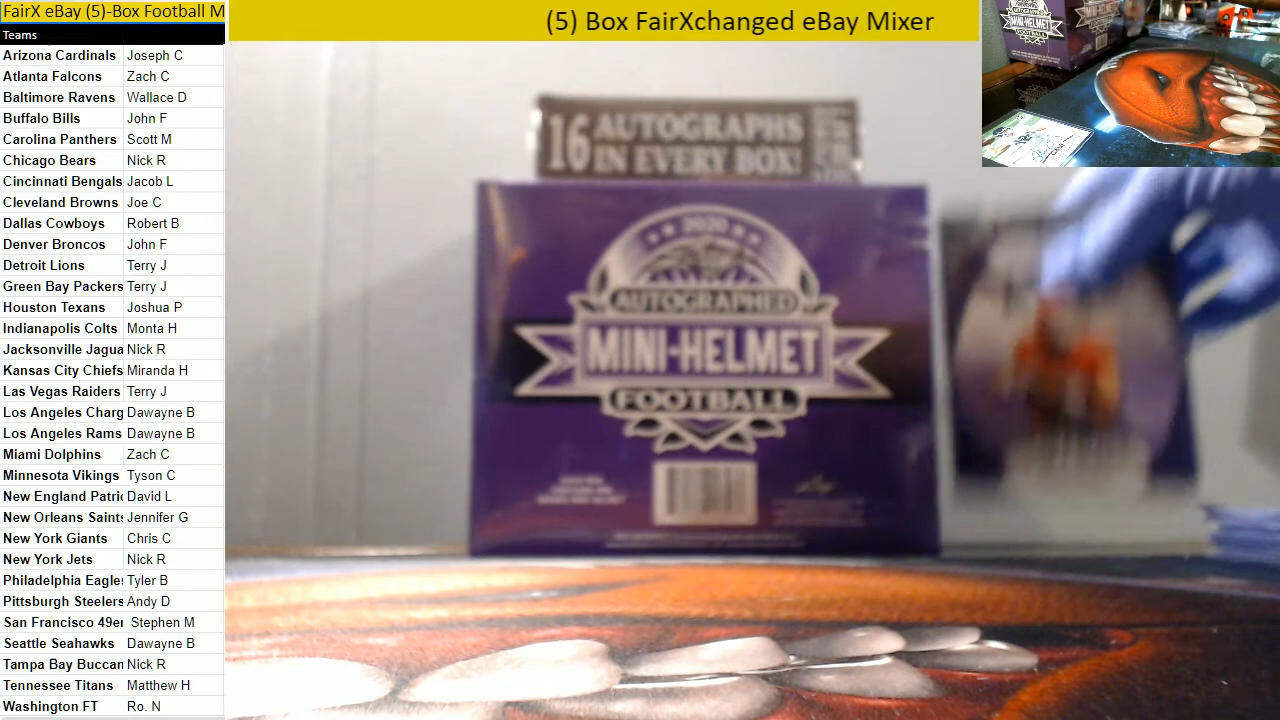 FairX eBay (5)-Box Football M
Teams
Arizona Cardinals Joseph C
Atlanta Falcons Zach C
Baltimore Ravens Wallace D
Buffalo Bills John F
Carolina Panthers Scott M
Chicago Bears Nick R
Cincinnati Bengals Jacob L
Cleveland Browns Joe C
Dallas Cowboys Robert B
Denver Broncos John F
Detroit Lions Terry J
Green Bay Packers Terry J
Houston Texans Joshua P
Indianapolis Colts Monta H
Jacksonville Jagua Nick R
Kansas City Chiefs Miranda H
Las Vegas Raiders Terry J
Los Angeles Charg Dawayne B
Los Angeles Rams Dawayne B
Miami Dolphins Zach C
Minnesota Vikings Tyson C
New England Patri David L
New Orleans Saints Jennifer G
New York Giants Chris C
New York Jets Nick R
Philadelphia Eagle Tyler B
Pittsburgh Steelers Andy D
San Francisco 49er Stephen M
Seattle Seahawks Dawayne B
Tampa Bay Buccan Nick R
Tennessee Titans Matthew H
Washington FT Ro. N
(5) Box FairXchanged eBay Mixer
16 AUTOGRAPHS
IN EVERY BOX!
2020
AUTOGRAPHED
MINI-HELMET
FOOTBALL
MINI-HELMET
FOOTBALL